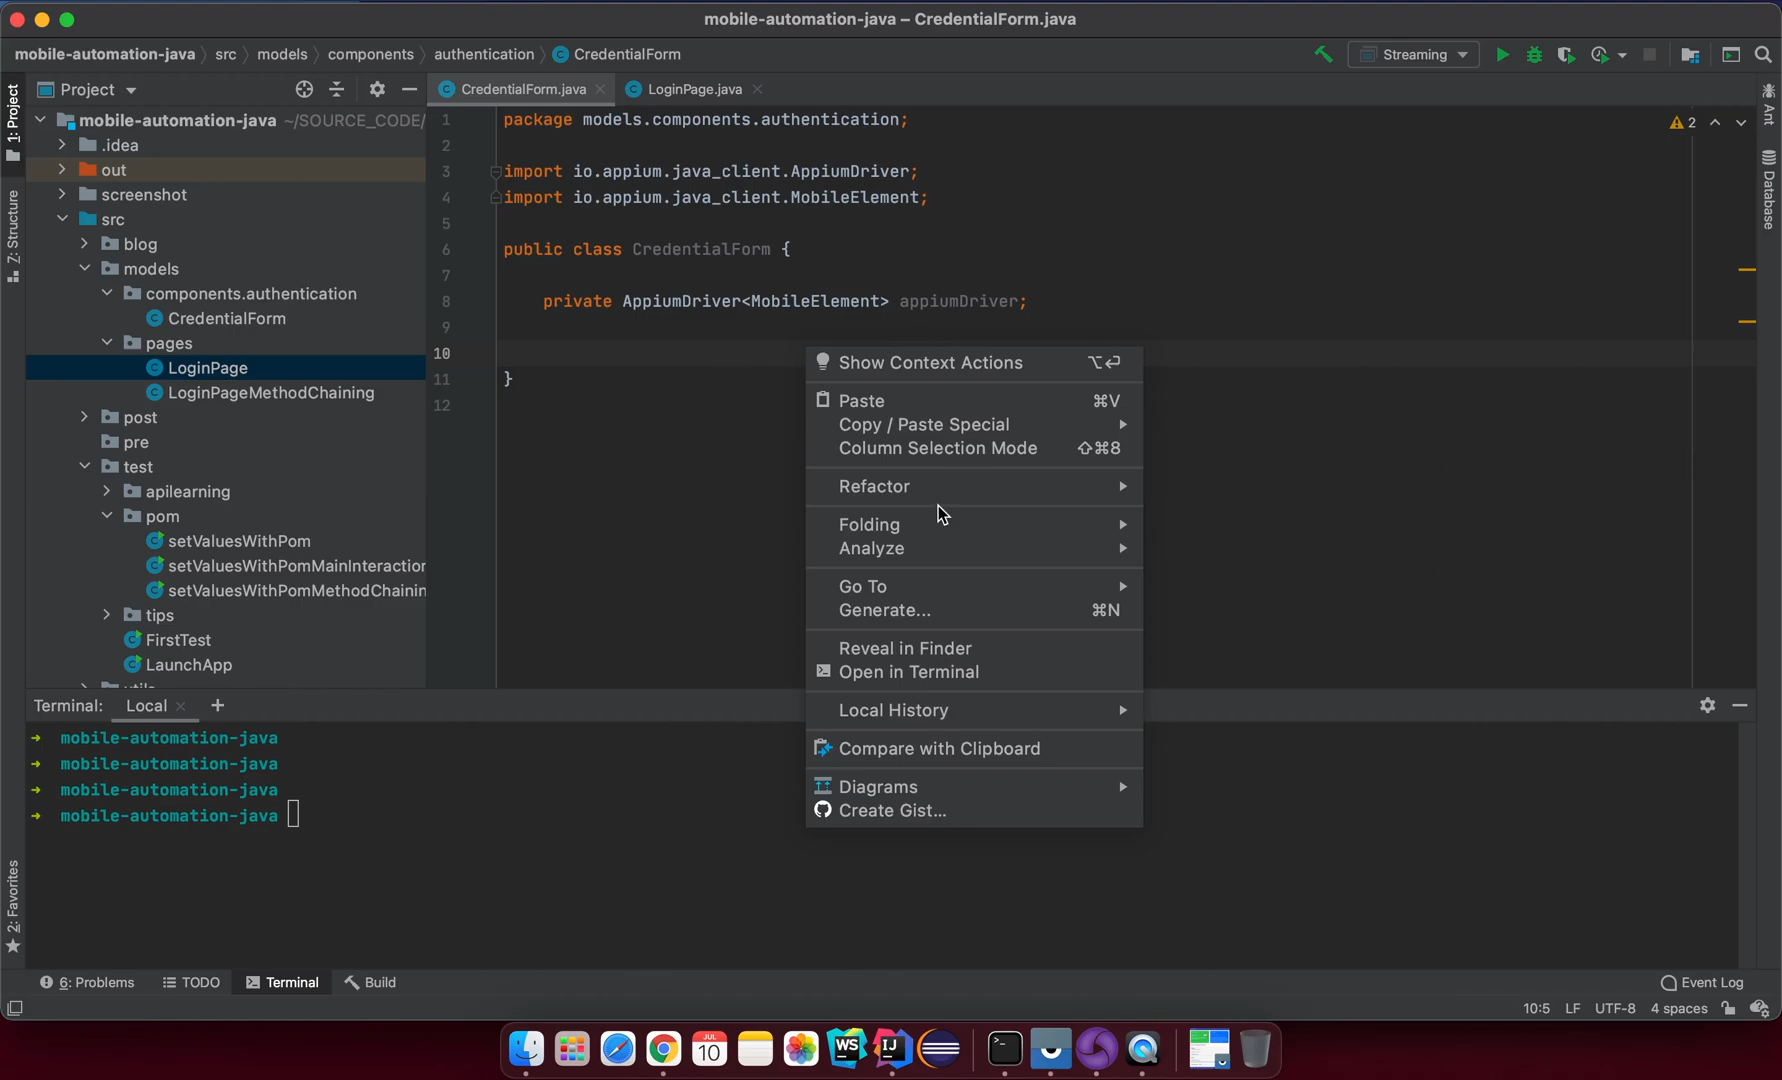 mobile-automation-java – CredentialForm.java
mobile-automation-java
src
models
components
authentication
CredentialForm
Streaming
1: Project
Z: Structure
2: Favorites
Project
mobile-automation-java ~/SOURCE_CODE/
.idea
out
screenshot
src
blog
models
components.authentication
CredentialForm
pages
LoginPage
LoginPageMethodChaining
post
pre
test
apilearning
pom
setValuesWithPom
setValuesWithPomMainInteraction
setValuesWithPomMethodChainin
tips
FirstTest
LaunchApp
CredentialForm.java
LoginPage.java
2
1 package models.components.authentication;
2
3 import io.appium.java_client.AppiumDriver;
4 import io.appium.java_client.MobileElement;
5
6 public class CredentialForm {
7
8 private AppiumDriver<MobileElement> appiumDriver;
9
10
11 }
12
Show Context Actions ⌥⏎
Paste ⌘V
Copy / Paste Special
Column Selection Mode ⇧⌘8
Refactor
Folding
Analyze
Go To
Generate... ⌘N
Reveal in Finder
Open in Terminal
Local History
Compare with Clipboard
Diagrams
Create Gist...
Ant
Database
Terminal: Local +
→ mobile-automation-java
→ mobile-automation-java
→ mobile-automation-java
→ mobile-automation-java
6: Problems
TODO
Terminal
Build
Event Log
10:5 LF UTF-8 4 spaces
JUL
10
WS
IJ